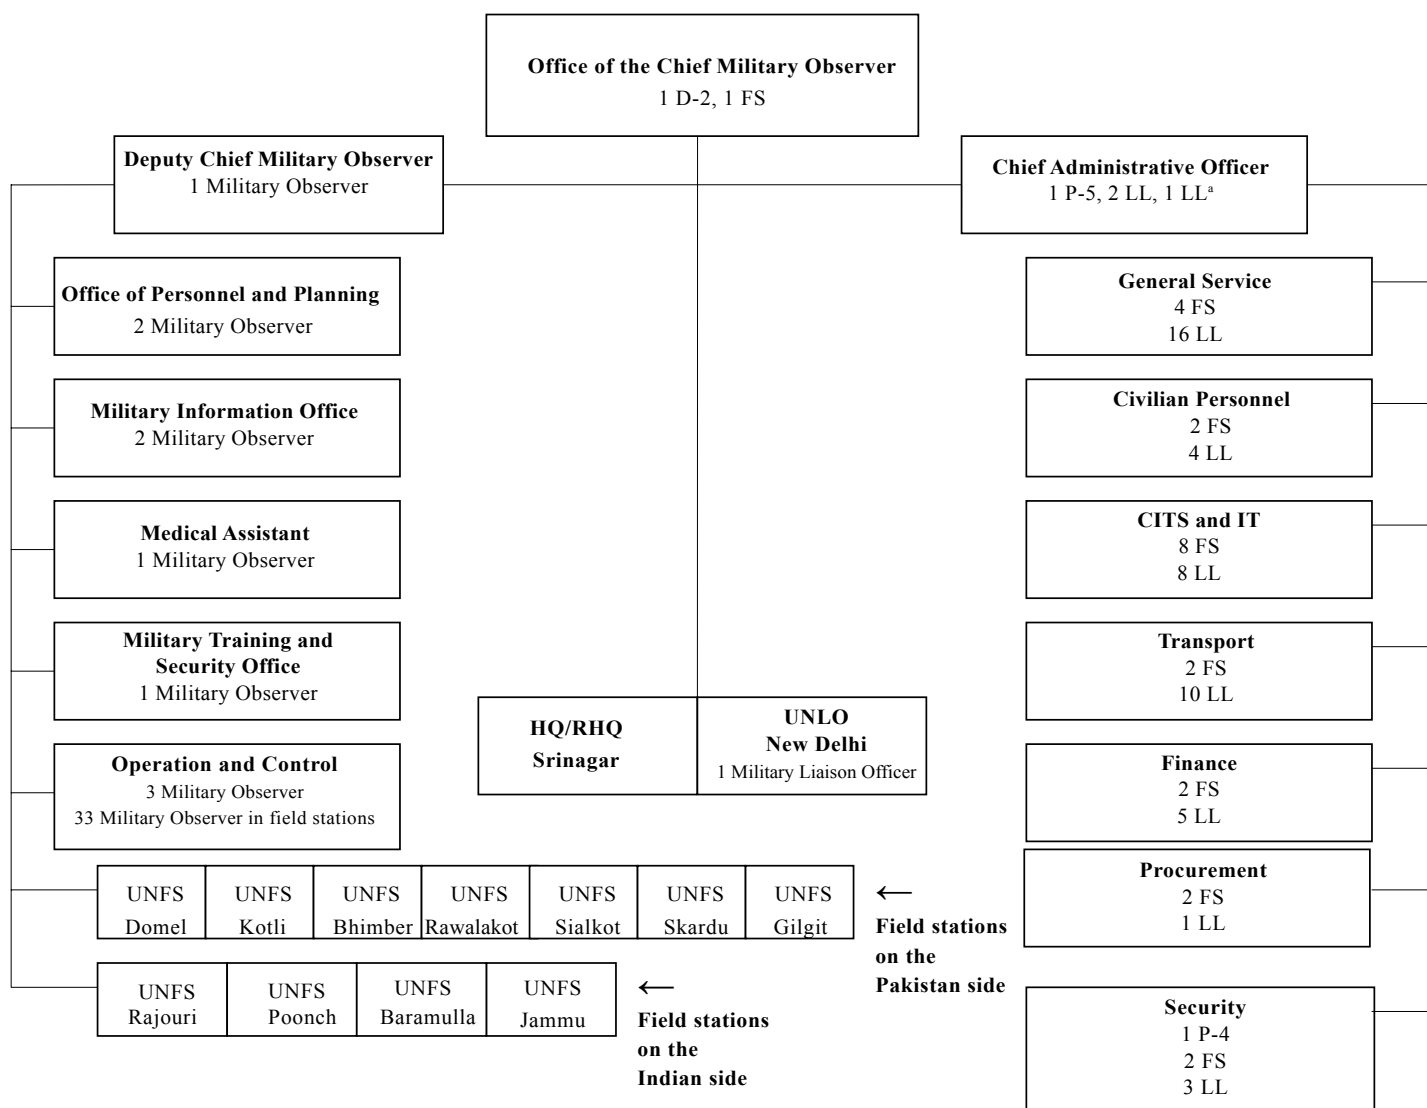 Office of the Chief Military Observer
1 D-2, 1 FS
Deputy Chief Military Observer
1 Military Observer
Chief Administrative Officer
1 P-5, 2 LL, 1 LLª
Office of Personnel and Planning
2 Military Observer
Military Information Office
2 Military Observer
Medical Assistant
1 Military Observer
Military Training and
Security Office
1 Military Observer
Operation and Control
3 Military Observer
33 Military Observer in field stations
HQ/RHQ
Srinagar
UNLO
New Delhi
1 Military Liaison Officer
General Service
4 FS
16 LL
Civilian Personnel
2 FS
4 LL
CITS and IT
8 FS
8 LL
Transport
2 FS
10 LL
Finance
2 FS
5 LL
Procurement
2 FS
1 LL
Security
1 P-4
2 FS
3 LL
UNFS
Domel
UNFS
Kotli
UNFS
Bhimber
UNFS
Rawalakot
UNFS
Sialkot
UNFS
Skardu
UNFS
Gilgit
←
Field stations
on the
Pakistan side
UNFS
Rajouri
UNFS
Poonch
UNFS
Baramulla
UNFS
Jammu
←
Field stations
on the
Indian side